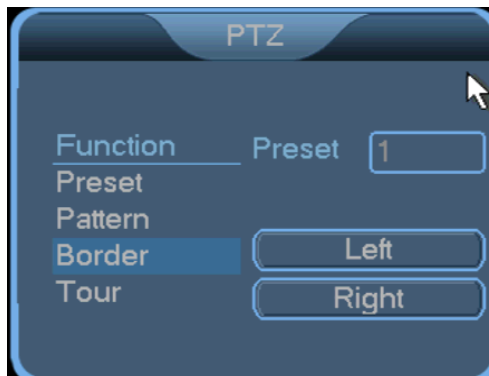 PTZ
Function
Preset
1
Preset
Pattern
Border
Left
Tour
Right